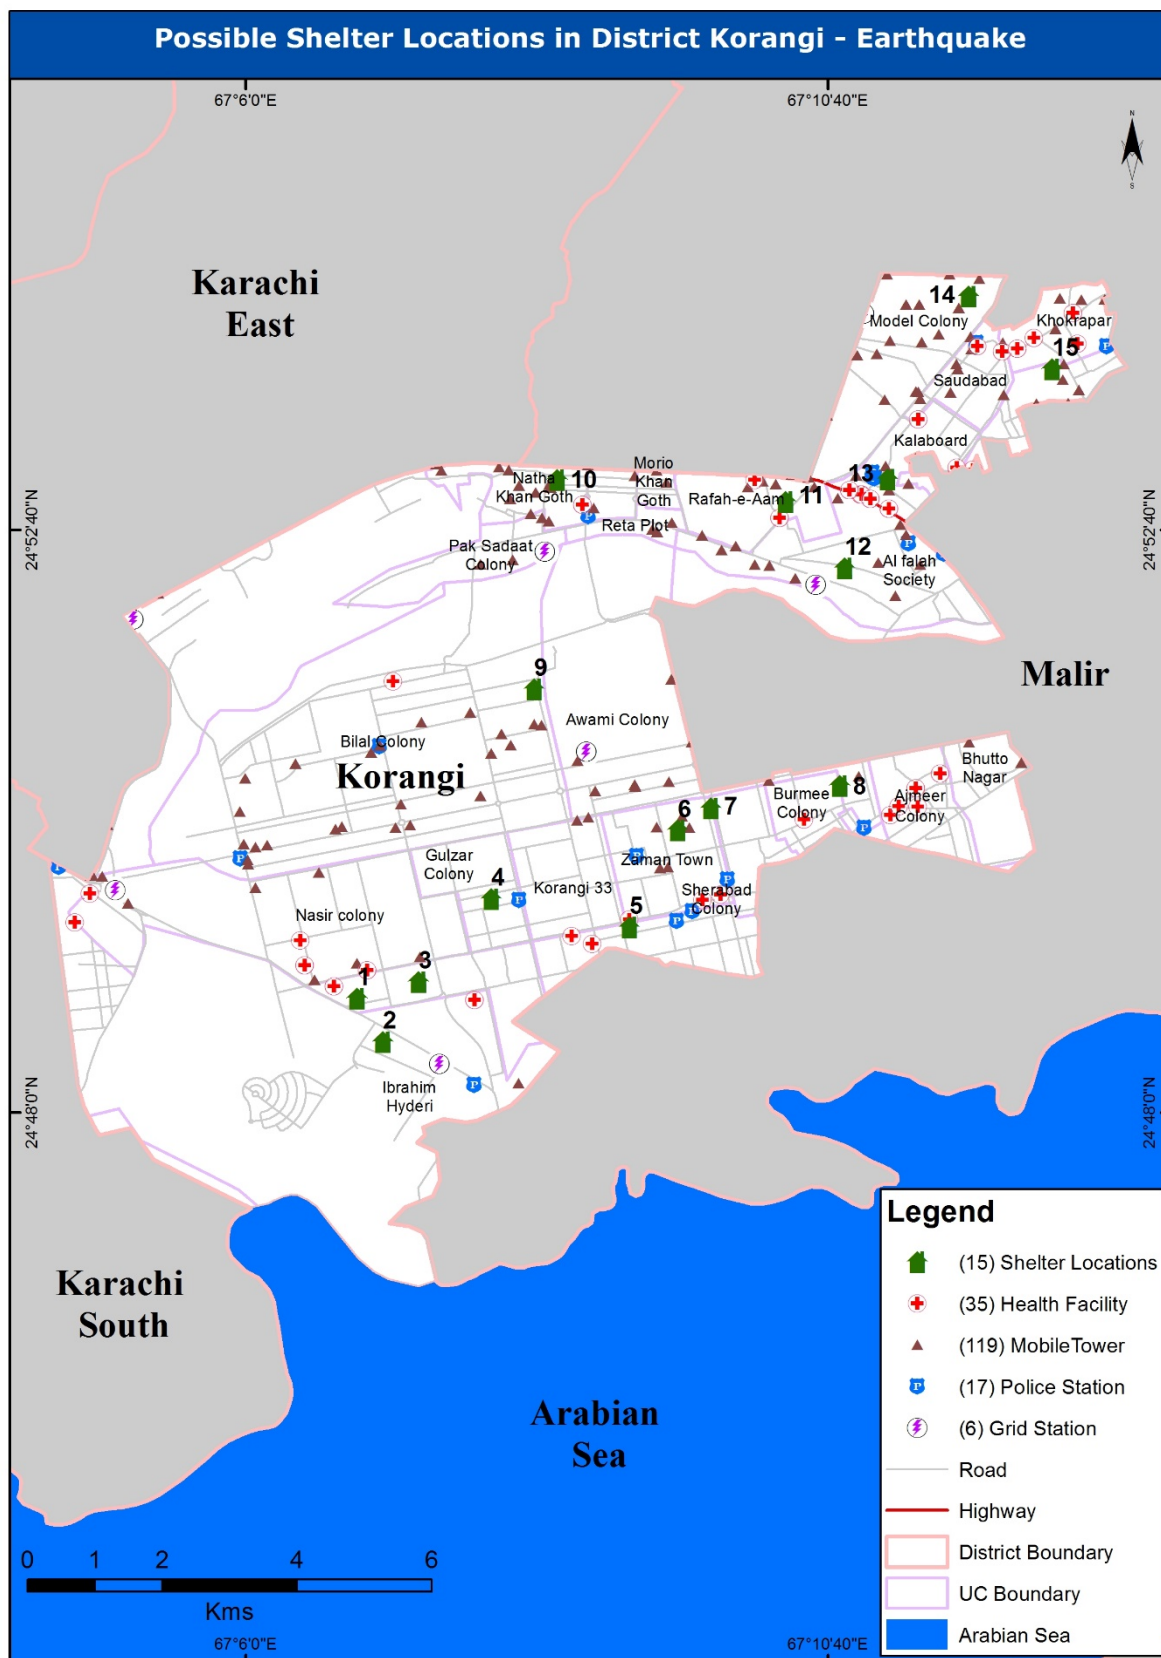 Possible Shelter Locations in District Korangi - Earthquake
67°6'0"E
67°10'40"E
N
S
Karachi
East
14
Model Colony
Khokrapar
15
Saudabad
Kalaboard
Natha
Khan Goth
10
Morio
Khan
Goth
Rafah-e-Aam
11
13
Reta Plot
24°52'40"N
24°52'40"N
Pak Sadaat
Colony
12
Al falah
Society
9
Malir
Awami Colony
Bilal Colony
Korangi
Bhutto
Nagar
Burmee
Colony
8
Ajmeer
Colony
6
7
Zaman Town
Gulzar
Colony
4
Korangi 33
Sherabad
Colony
5
Nasir colony
3
1
2
Ibrahim
Hyderi
24°48'0"N
24°48'0"N
Karachi
South
Arabian
Sea
Legend
(15) Shelter Locations
(35) Health Facility
(119) MobileTower
P
(17) Police Station
(6) Grid Station
Road
Highway
District Boundary
UC Boundary
Arabian Sea
0 1 2 4 6
Kms
67°6'0"E
67°10'40"E